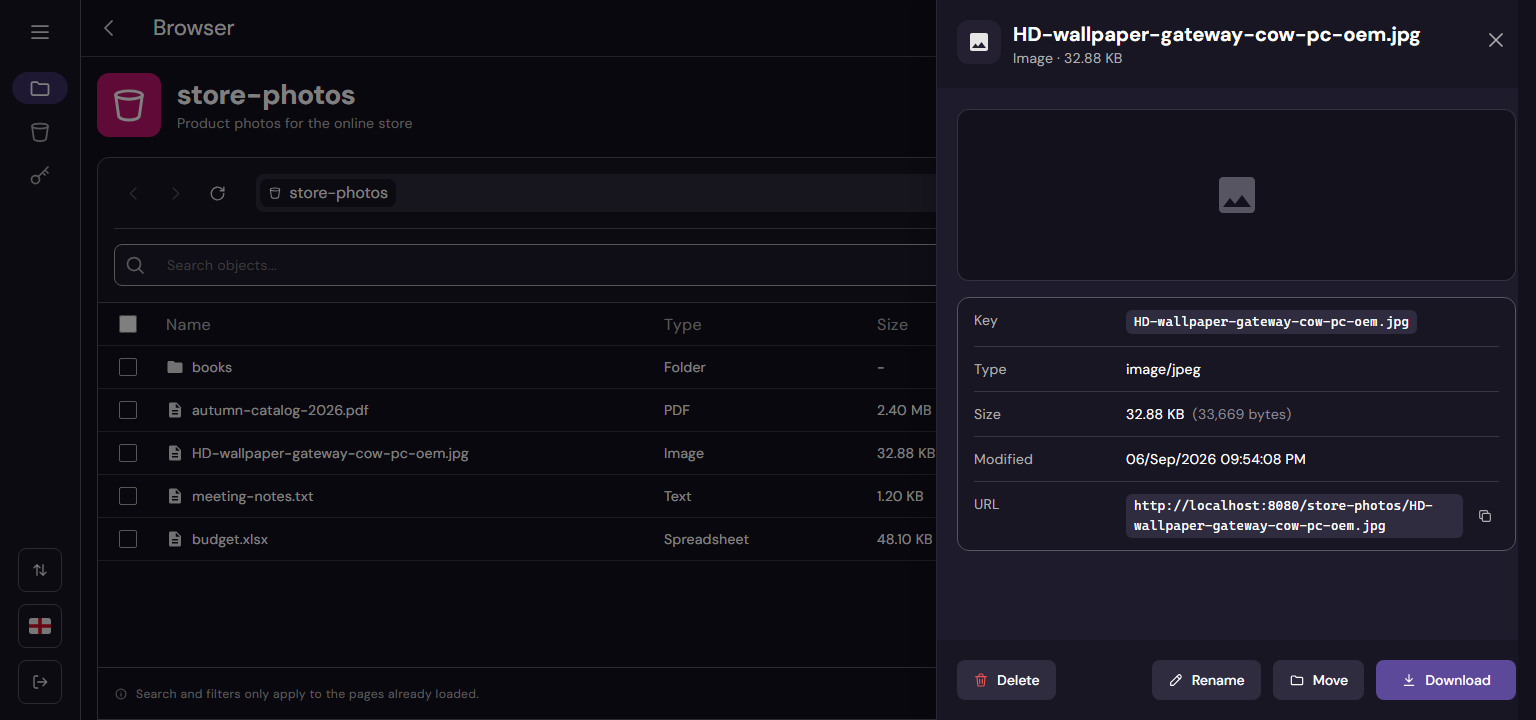 Browser
store-photos
Product photos for the online store
store-photos
Search objects...
Name Type Size
books Folder -
autumn-catalog-2026.pdf PDF 2.40 MB
HD-wallpaper-gateway-cow-pc-oem.jpg Image 32.88 KB
meeting-notes.txt Text 1.20 KB
budget.xlsx Spreadsheet 48.10 KB
Search and filters only apply to the pages already loaded.
HD-wallpaper-gateway-cow-pc-oem.jpg
Image · 32.88 KB
Key HD-wallpaper-gateway-cow-pc-oem.jpg
Type image/jpeg
Size 32.88 KB (33,669 bytes)
Modified 06/Sep/2026 09:54:08 PM
URL http://localhost:8080/store-photos/HD-
wallpaper-gateway-cow-pc-oem.jpg
Delete Rename Move Download